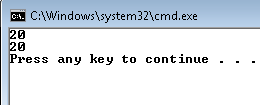 C:\Windows\system32\cmd.exe
20
20
Press any key to continue . . .